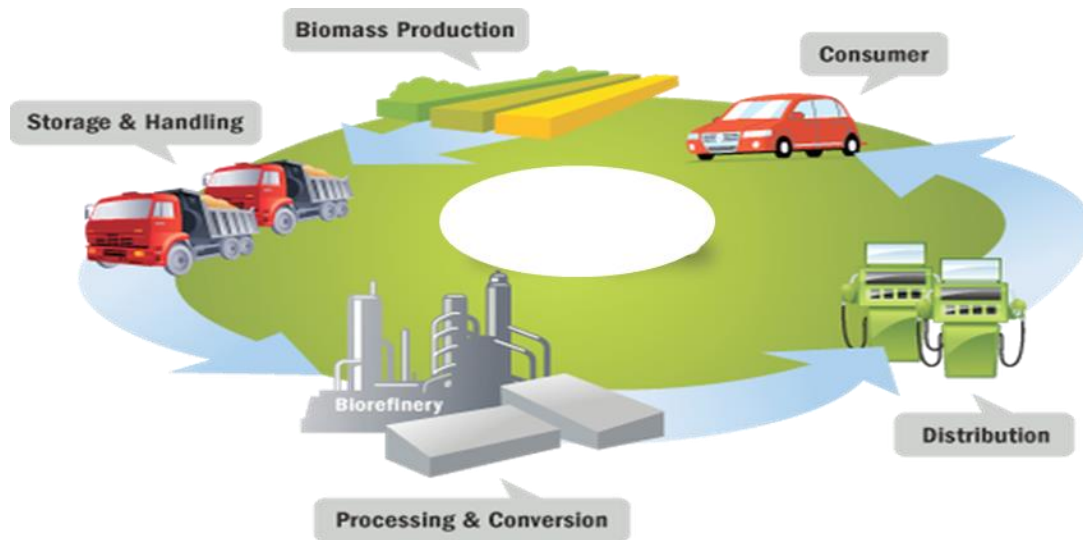 Biomass Production
Consumer
Storage & Handling
Biorefinery
Distribution
Processing & Conversion